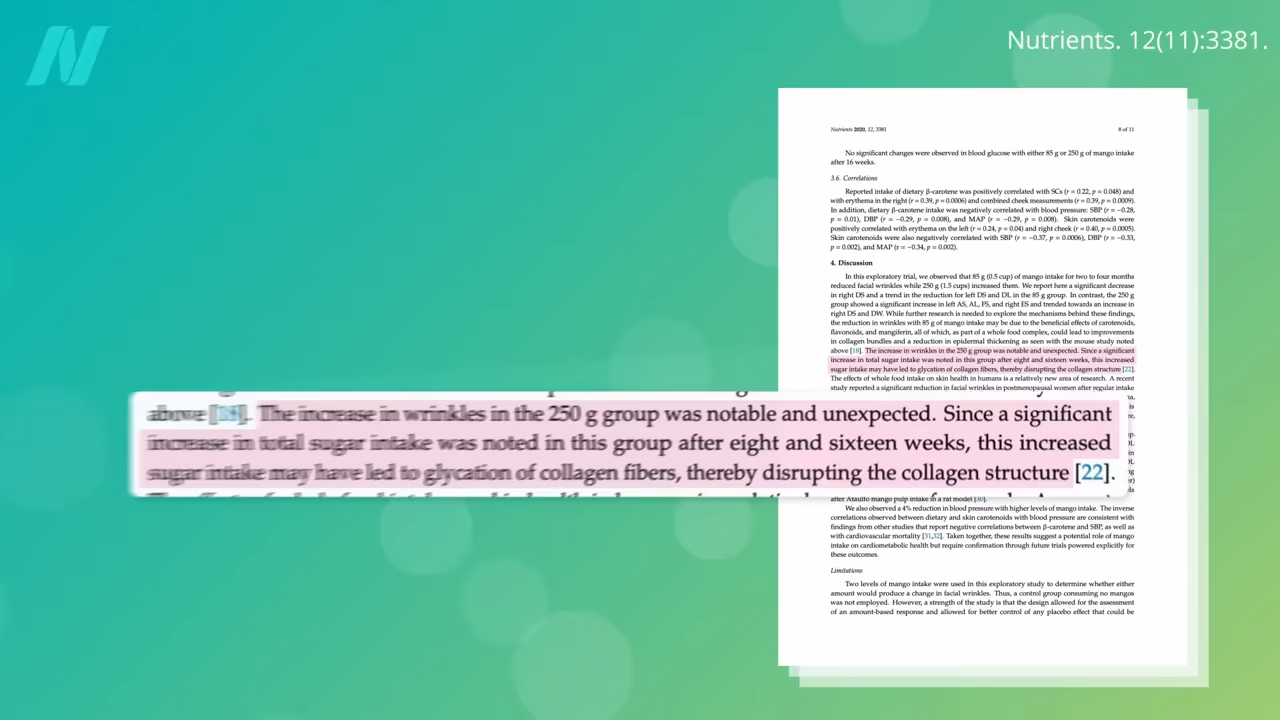 Nutrients. 12(11):3381.
Nutrients 2020, 12, 3381
8 of 11
No significant changes were observed in blood glucose with either 85 g or 250 g of mango intake
after 16 weeks.
3.6. Correlations
Reported intake of dietary β-carotene was positively correlated with SCs (r = 0.22, p = 0.048) and
with erythema in the right (r = 0.39, p = 0.0006) and combined cheek measurements (r = 0.39, p = 0.0009).
In addition, dietary β-carotene intake was negatively correlated with blood pressure: SBP (r = −0.28,
p = 0.01), DBP (r = −0.29, p = 0.008), and MAP (r = −0.29, p = 0.008). Skin carotenoids were
positively correlated with erythema on the left (r = 0.24, p = 0.04) and right cheek (r = 0.40, p = 0.0005).
Skin carotenoids were also negatively correlated with SBP (r = −0.37, p = 0.0006), DBP (r = −0.33,
p = 0.002), and MAP (r = −0.34, p = 0.002).
4. Discussion
In this exploratory trial, we observed that 85 g (0.5 cup) of mango intake for two to four months
reduced facial wrinkles while 250 g (1.5 cups) increased them. We report here a significant decrease
in right DS and a trend in the reduction for left DS and DL in the 85 g group. In contrast, the 250 g
group showed a significant increase in left AS, AL, FS, and right ES and trended towards an increase in
right DS and DW. While further research is needed to explore the mechanisms behind these findings,
the reduction in wrinkles with 85 g of mango intake may be due to the beneficial effects of carotenoids,
flavonoids, and mangiferin, all of which, as part of a whole food complex, could lead to improvements
in collagen bundles and a reduction in epidermal thickening as seen with the mouse study noted
above [18]. The increase in wrinkles in the 250 g group was notable and unexpected. Since a significant
increase in total sugar intake was noted in this group after eight and sixteen weeks, this increased
sugar intake may have led to glycation of collagen fibers, thereby disrupting the collagen structure [22].
The effects of whole food intake on skin health in humans is a relatively new area of research. A recent
study reported a significant reduction in facial wrinkles in postmenopausal women after regular intake
above [18]. The increase in wrinkles in the 250 g group was notable and unexpected. Since a significant
increase in total sugar intake was noted in this group after eight and sixteen weeks, this increased
sugar intake may have led to glycation of collagen fibers, thereby disrupting the collagen structure [22].
after Ataulfo mango pulp intake in a rat model [30].
We also observed a 4% reduction in blood pressure with higher levels of mango intake. The inverse
correlations observed between dietary and skin carotenoids with blood pressure are consistent with
findings from other studies that report negative correlations between β-carotene and SBP, as well as
with cardiovascular mortality [31,32]. Taken together, these results suggest a potential role of mango
intake on cardiometabolic health but require confirmation through future trials powered explicitly for
these outcomes.
Limitations
Two levels of mango intake were used in this exploratory study to determine whether either
amount would produce a change in facial wrinkles. Thus, a control group consuming no mangos
was not employed. However, a strength of the study is that the design allowed for the assessment
of an amount-based response and allowed for better control of any placebo effect that could be